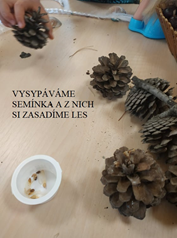 VYSYPÁVÁME
SEMÍNKA A Z NICH
SI ZASADÍME LES